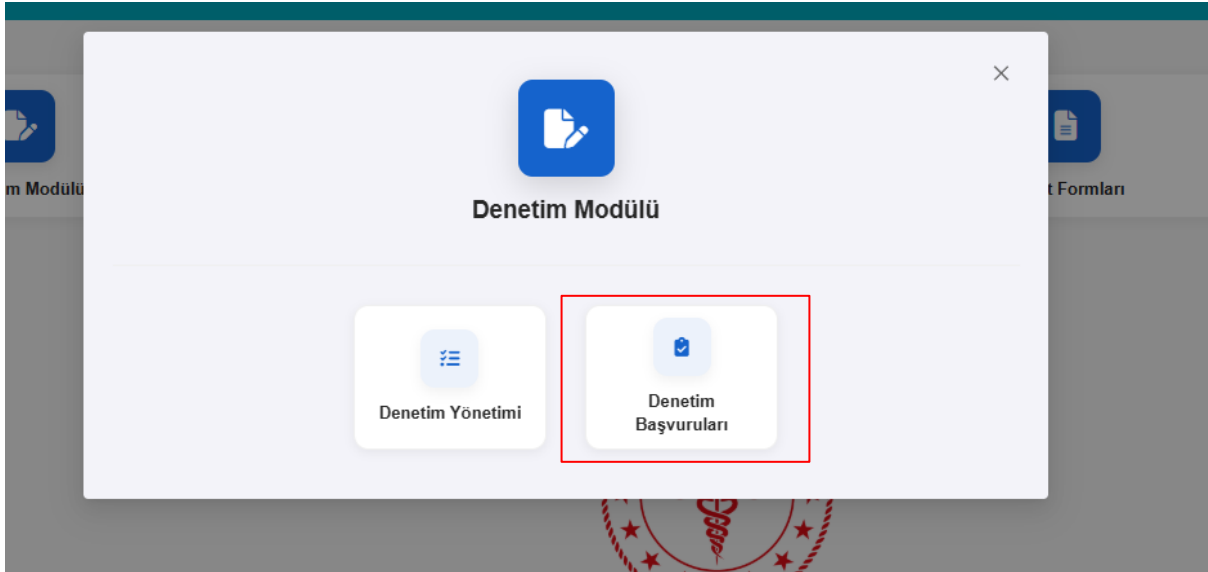 Denetim Modülü
m Modülü
t Formları
Denetim Yönetimi
Denetim
Başvuruları